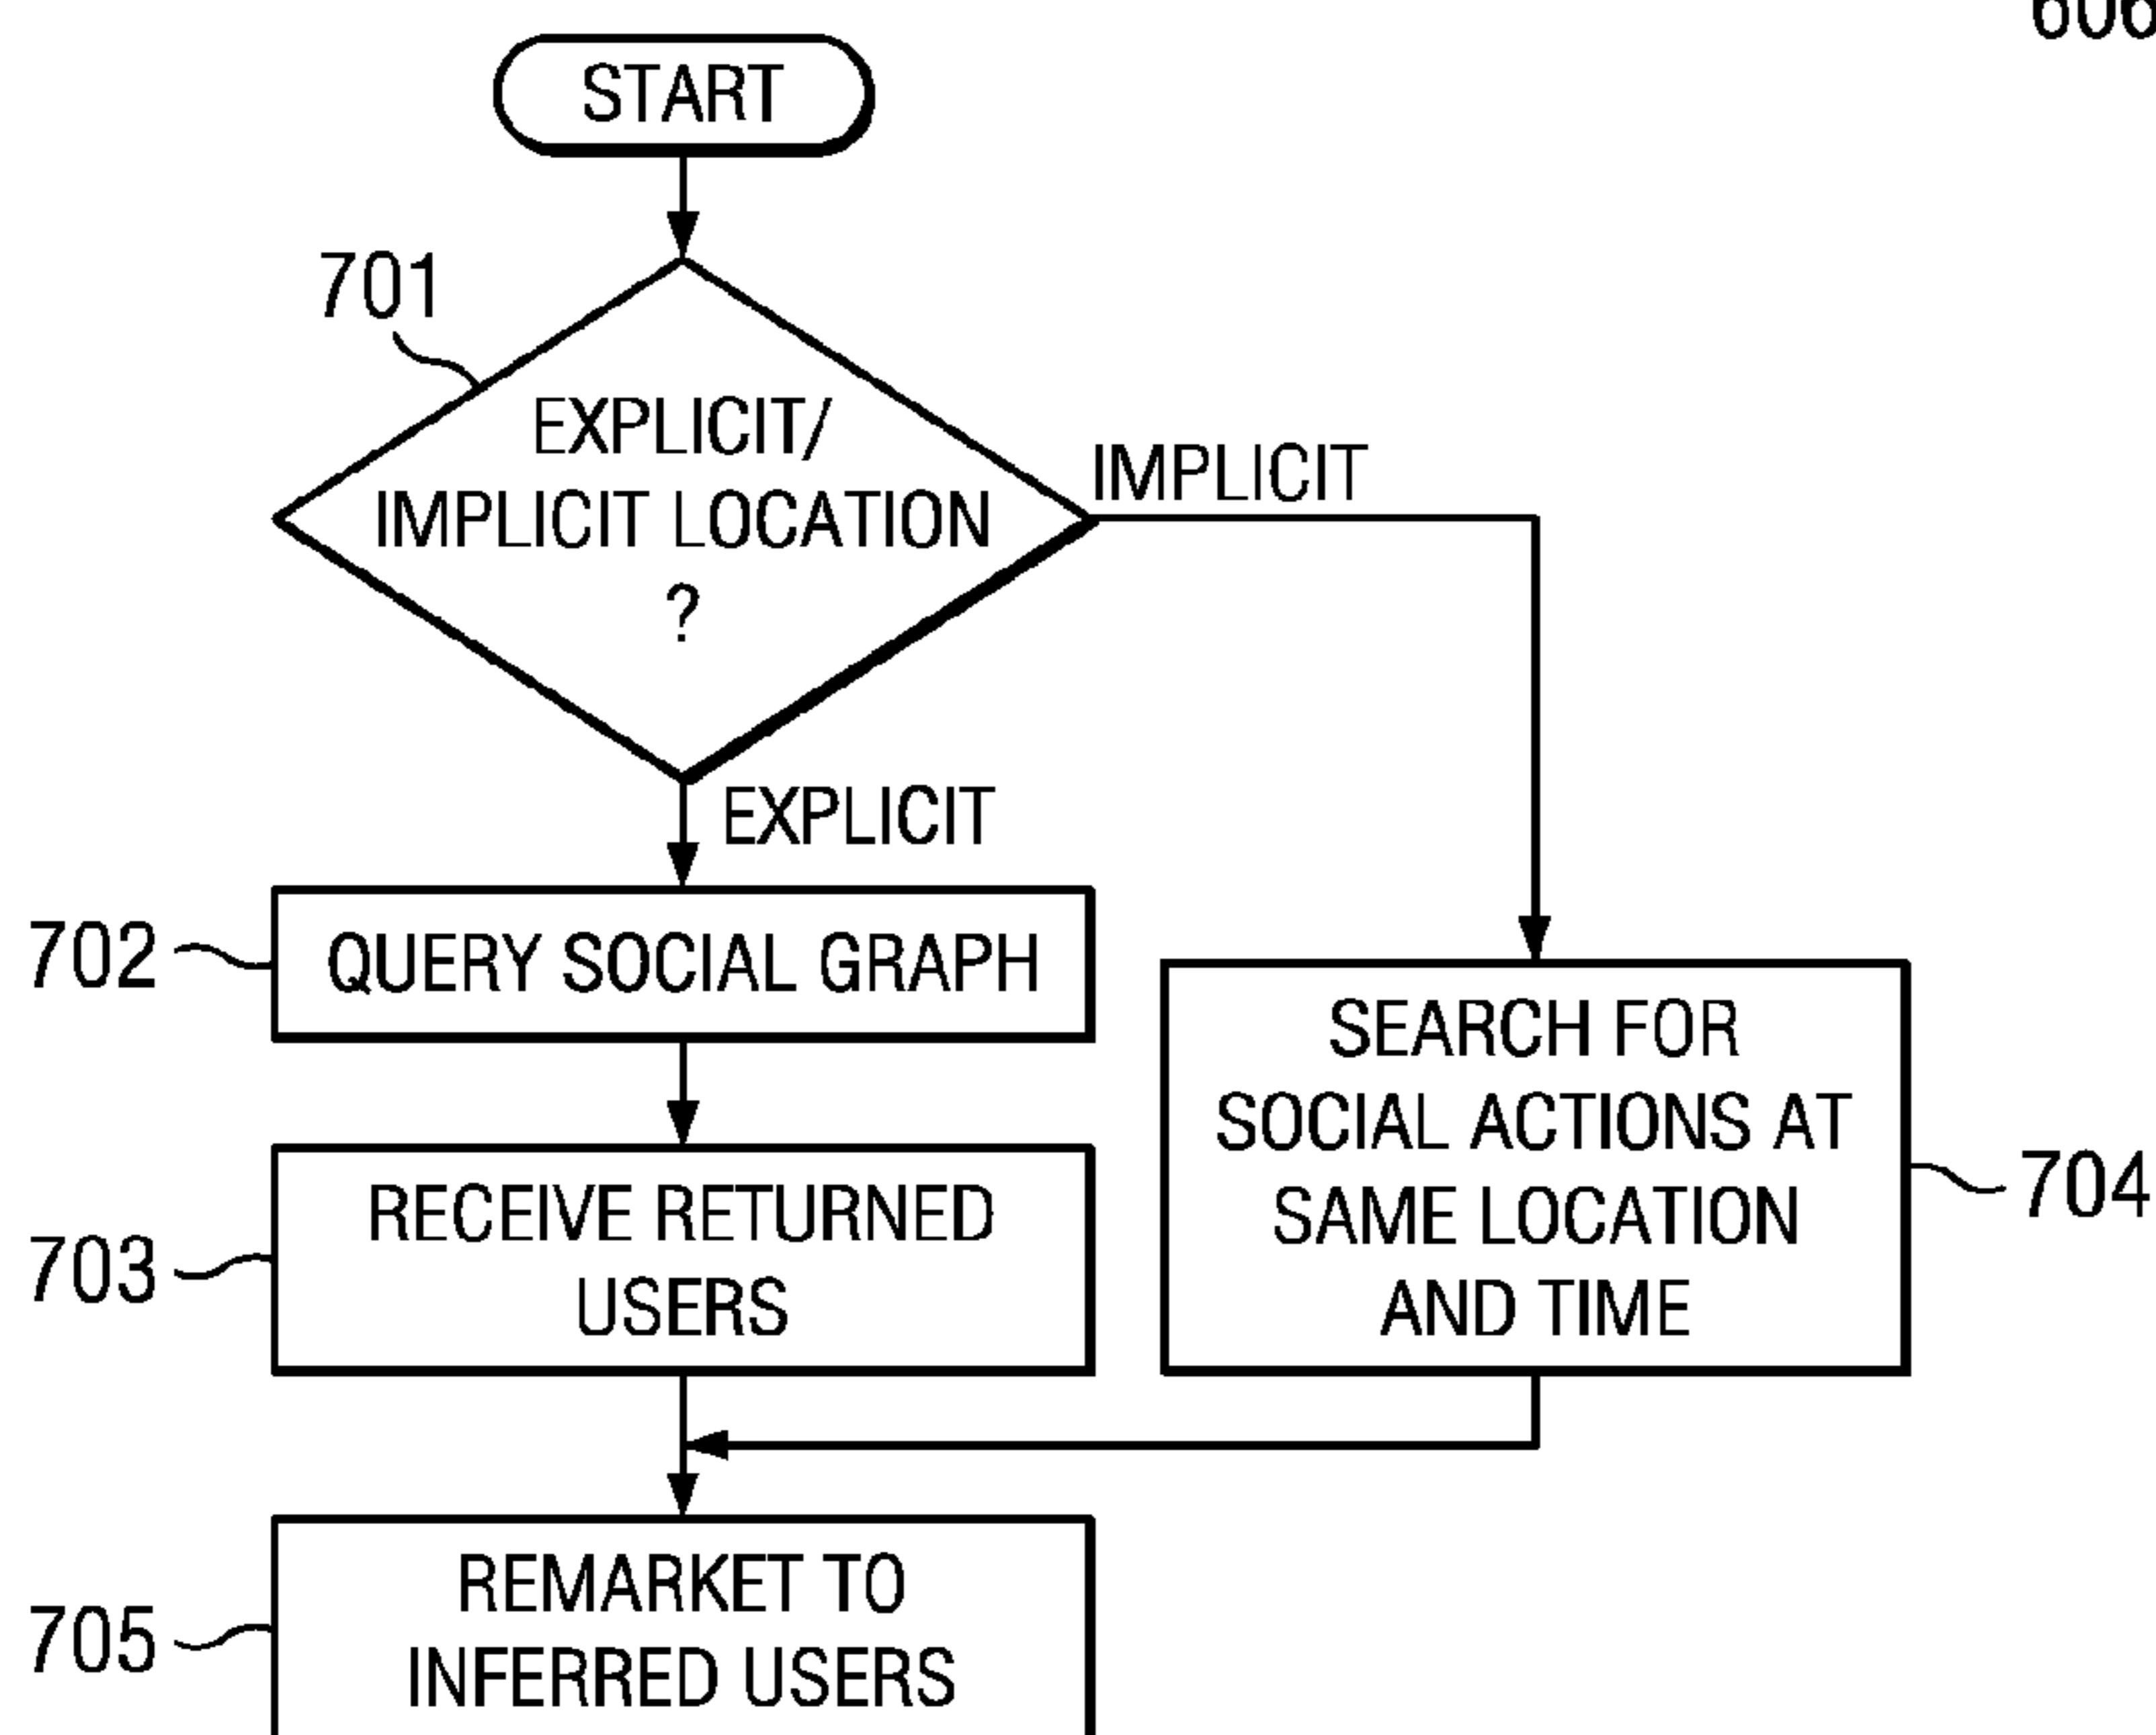 606
START
701
EXPLICIT/
IMPLICIT LOCATION
?
IMPLICIT
EXPLICIT
702
QUERY SOCIAL GRAPH
SEARCH FOR
SOCIAL ACTIONS AT
SAME LOCATION
AND TIME
704
703
RECEIVE RETURNED
USERS
705
REMARKET TO
INFERRED USERS